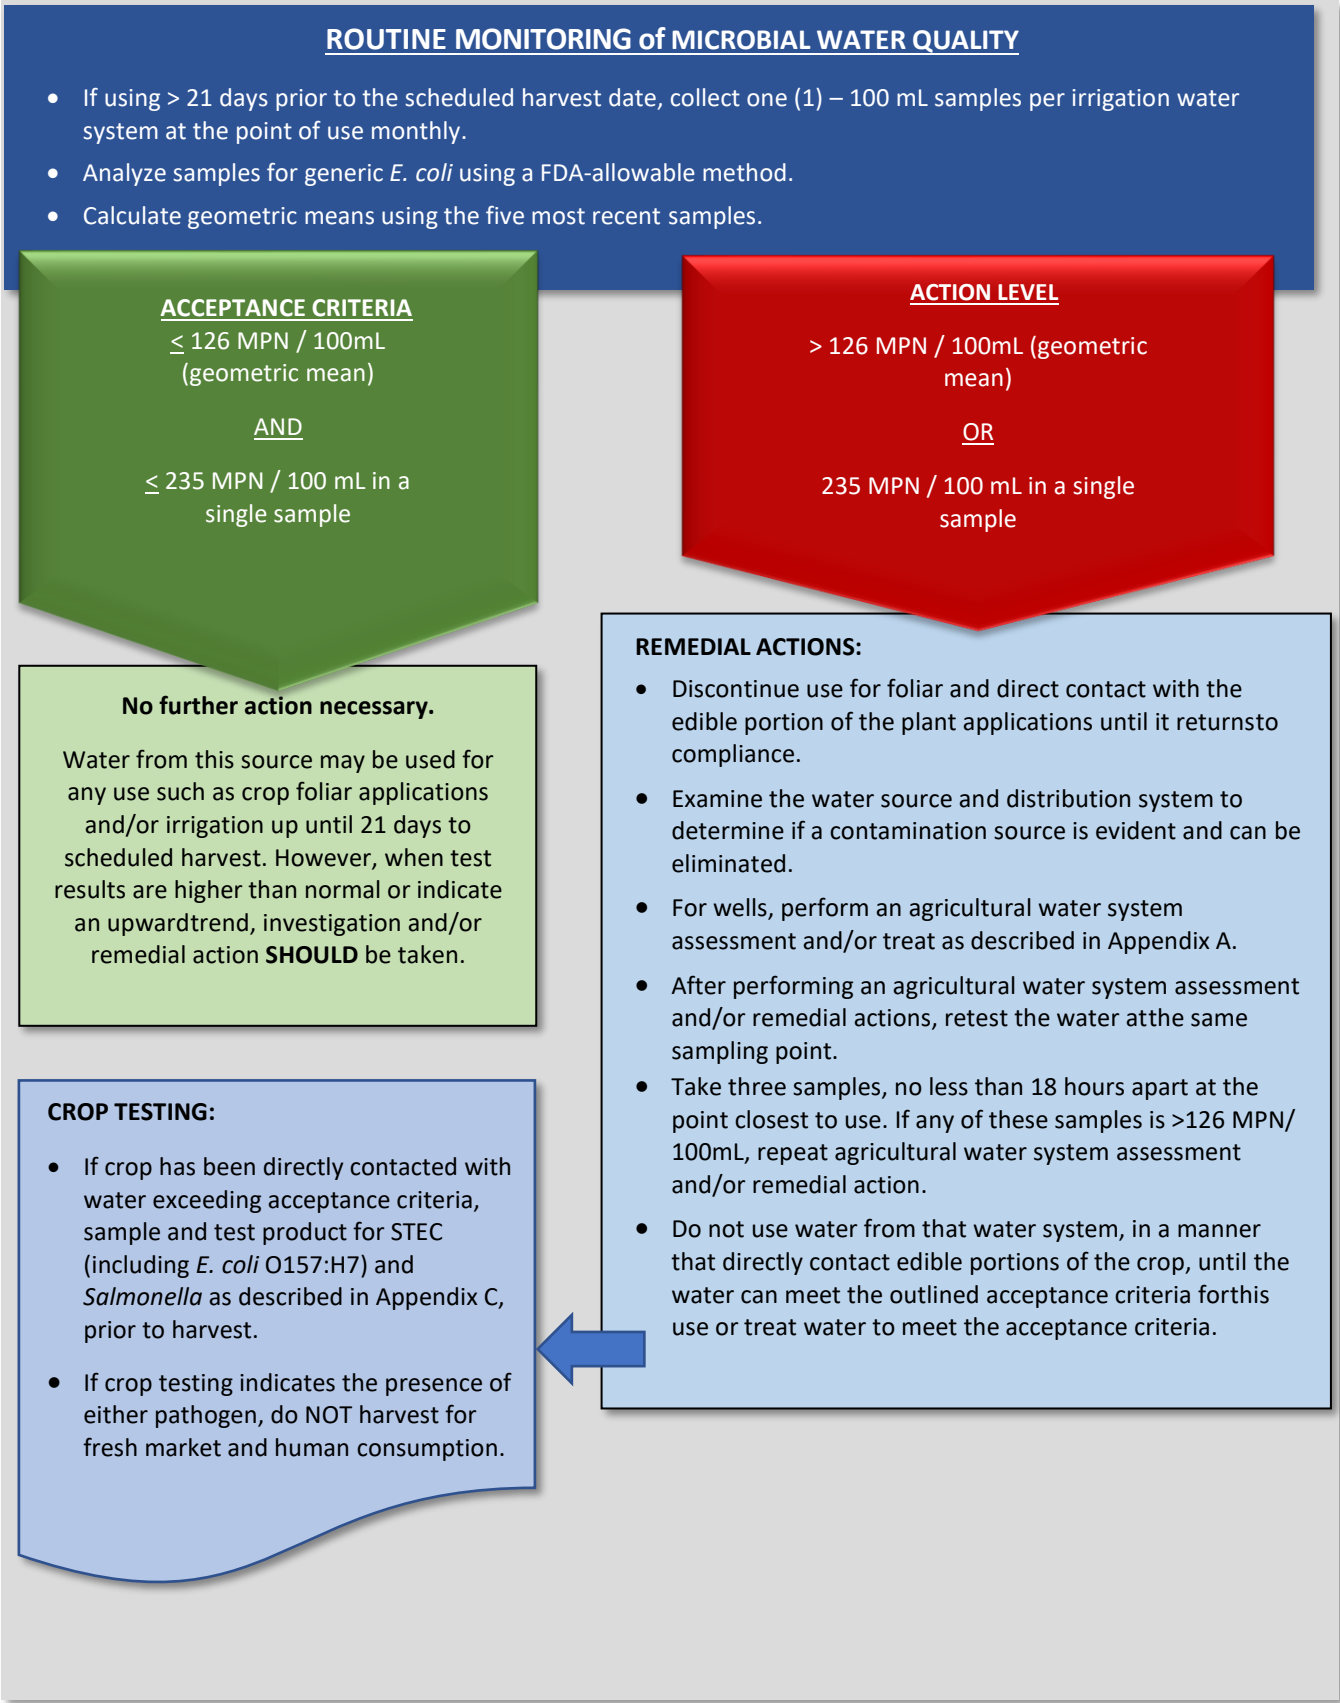 ROUTINE MONITORING of MICROBIAL WATER QUALITY
• If using > 21 days prior to the scheduled harvest date, collect one (1) – 100 mL samples per irrigation water
system at the point of use monthly.
• Analyze samples for generic E. coli using a FDA-allowable method.
• Calculate geometric means using the five most recent samples.
ACCEPTANCE CRITERIA
≤ 126 MPN / 100mL
(geometric mean)
AND
≤ 235 MPN / 100 mL in a
single sample
ACTION LEVEL
> 126 MPN / 100mL (geometric
mean)
OR
235 MPN / 100 mL in a single
sample
No further action necessary.
Water from this source may be used for
any use such as crop foliar applications
and/or irrigation up until 21 days to
scheduled harvest. However, when test
results are higher than normal or indicate
an upwardtrend, investigation and/or
remedial action SHOULD be taken.
REMEDIAL ACTIONS:
• Discontinue use for foliar and direct contact with the
edible portion of the plant applications until it returnsto
compliance.
• Examine the water source and distribution system to
determine if a contamination source is evident and can be
eliminated.
• For wells, perform an agricultural water system
assessment and/or treat as described in Appendix A.
• After performing an agricultural water system assessment
and/or remedial actions, retest the water atthe same
sampling point.
• Take three samples, no less than 18 hours apart at the
point closest to use. If any of these samples is >126 MPN/
100mL, repeat agricultural water system assessment
and/or remedial action.
• Do not use water from that water system, in a manner
that directly contact edible portions of the crop, until the
water can meet the outlined acceptance criteria forthis
use or treat water to meet the acceptance criteria.
CROP TESTING:
• If crop has been directly contacted with
water exceeding acceptance criteria,
sample and test product for STEC
(including E. coli O157:H7) and
Salmonella as described in Appendix C,
prior to harvest.
• If crop testing indicates the presence of
either pathogen, do NOT harvest for
fresh market and human consumption.